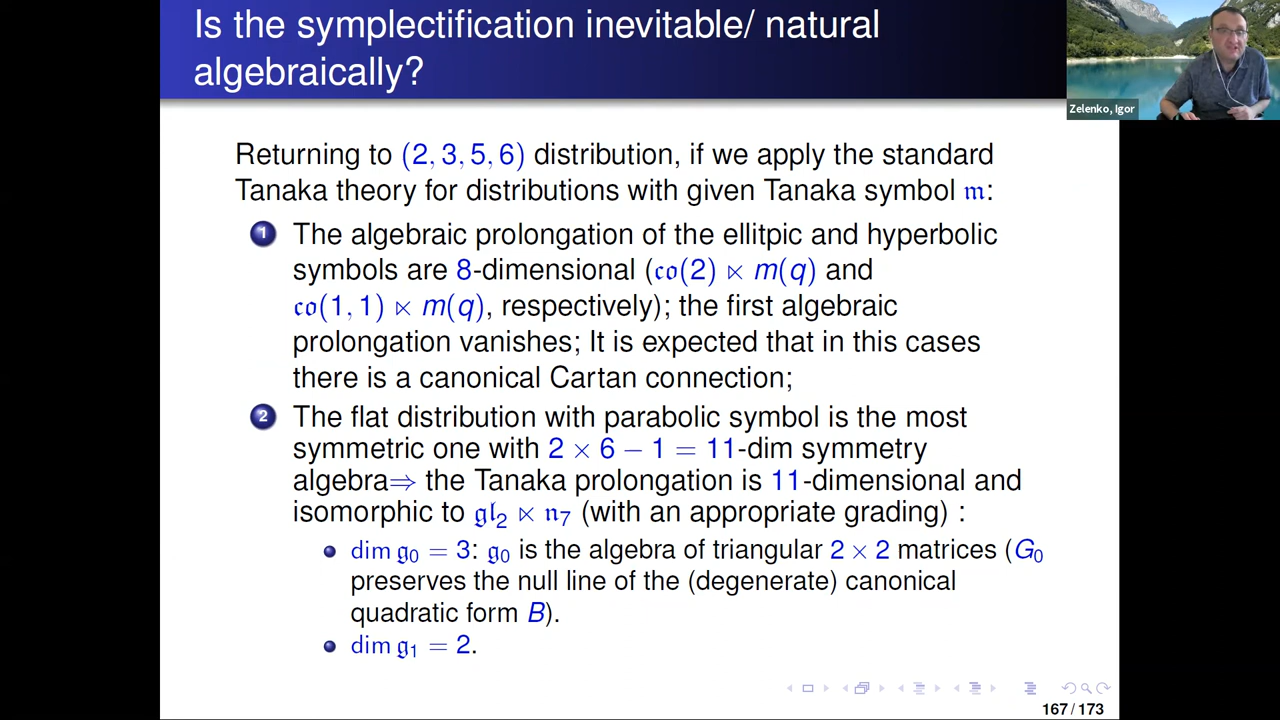 Is the symplectification inevitable/ natural
algebraically?
Zelenko, Igor
Returning to (2, 3, 5, 6) distribution, if we apply the standard
Tanaka theory for distributions with given Tanaka symbol 𝔪:
1 The algebraic prolongation of the ellitpic and hyperbolic
symbols are 8-dimensional (𝔠𝔬(2) ⋉ m(q) and
𝔠𝔬(1, 1) ⋉ m(q), respectively); the first algebraic
prolongation vanishes; It is expected that in this cases
there is a canonical Cartan connection;
2 The flat distribution with parabolic symbol is the most
symmetric one with 2 × 6 − 1 = 11-dim symmetry
algebra⇒ the Tanaka prolongation is 11-dimensional and
isomorphic to 𝔤𝔩₂ ⋉ 𝔫₇ (with an appropriate grading) :
• dim 𝔤₀ = 3: 𝔤₀ is the algebra of triangular 2 × 2 matrices (G₀
preserves the null line of the (degenerate) canonical
quadratic form B).
• dim 𝔤₁ = 2.
167 / 173